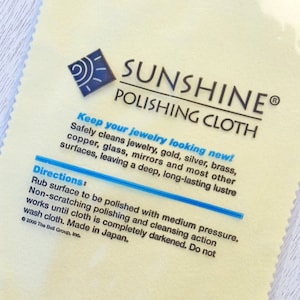 SUNSHINE®
POLISHING CLOTH
Keep your jewelry looking new!
Safely cleans jewelry, gold, silver, brass,
copper, glass, mirrors and most other
surfaces, leaving a deep, long-lasting lustre
Directions:
Rub surface to be polished with medium pressure.
Non-scratching polishing and cleansing action
works until cloth is completely darkened. Do not
wash cloth. Made in Japan.